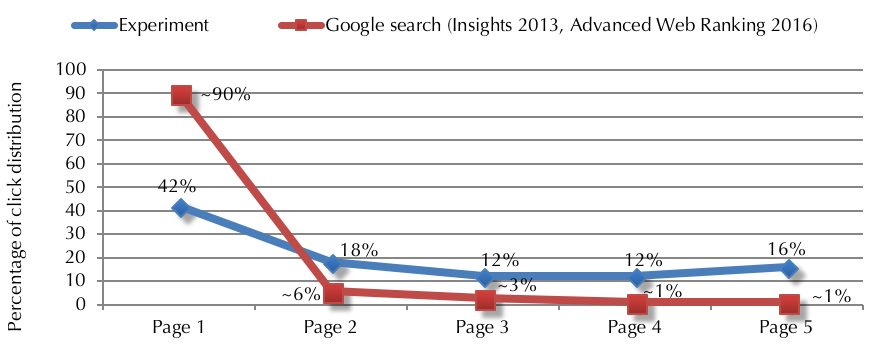 Experiment
Google search (Insights 2013, Advanced Web Ranking 2016)
Percentage of click distribution
100
90
80
70
60
50
40
30
20
10
0
~90%
42%
18%
12%
12%
16%
~6%
~3%
~1%
~1%
Page 1
Page 2
Page 3
Page 4
Page 5